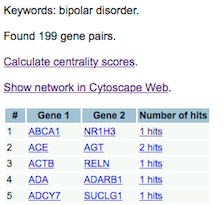 Keywords: bipolar disorder.
Found 199 gene pairs.
Calculate centrality scores.
Show network in Cytoscape Web.
# Gene 1 Gene 2 Number of hits
1 ABCA1 NR1H3 1 hits
2 ACE AGT 2 hits
3 ACTB RELN 1 hits
4 ADA ADARB1 1 hits
5 ADCY7 SUCLG1 1 hits